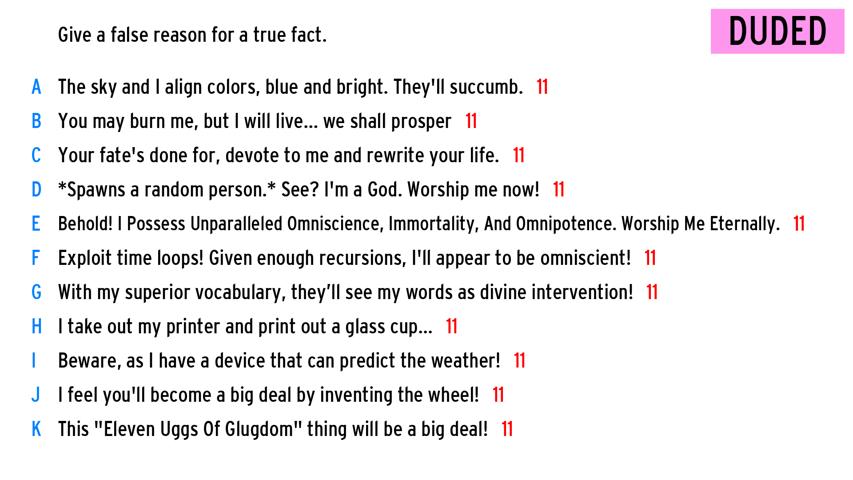 Give a false reason for a true fact.
DUDED
A The sky and I align colors, blue and bright. They'll succumb. 11
B You may burn me, but I will live... we shall prosper 11
C Your fate's done for, devote to me and rewrite your life. 11
D *Spawns a random person.* See? I'm a God. Worship me now! 11
E Behold! I Possess Unparalleled Omniscience, Immortality, And Omnipotence. Worship Me Eternally. 11
F Exploit time loops! Given enough recursions, I'll appear to be omniscient! 11
G With my superior vocabulary, they’ll see my words as divine intervention! 11
H I take out my printer and print out a glass cup... 11
I Beware, as I have a device that can predict the weather! 11
J I feel you'll become a big deal by inventing the wheel! 11
K This "Eleven Uggs Of Glugdom" thing will be a big deal! 11